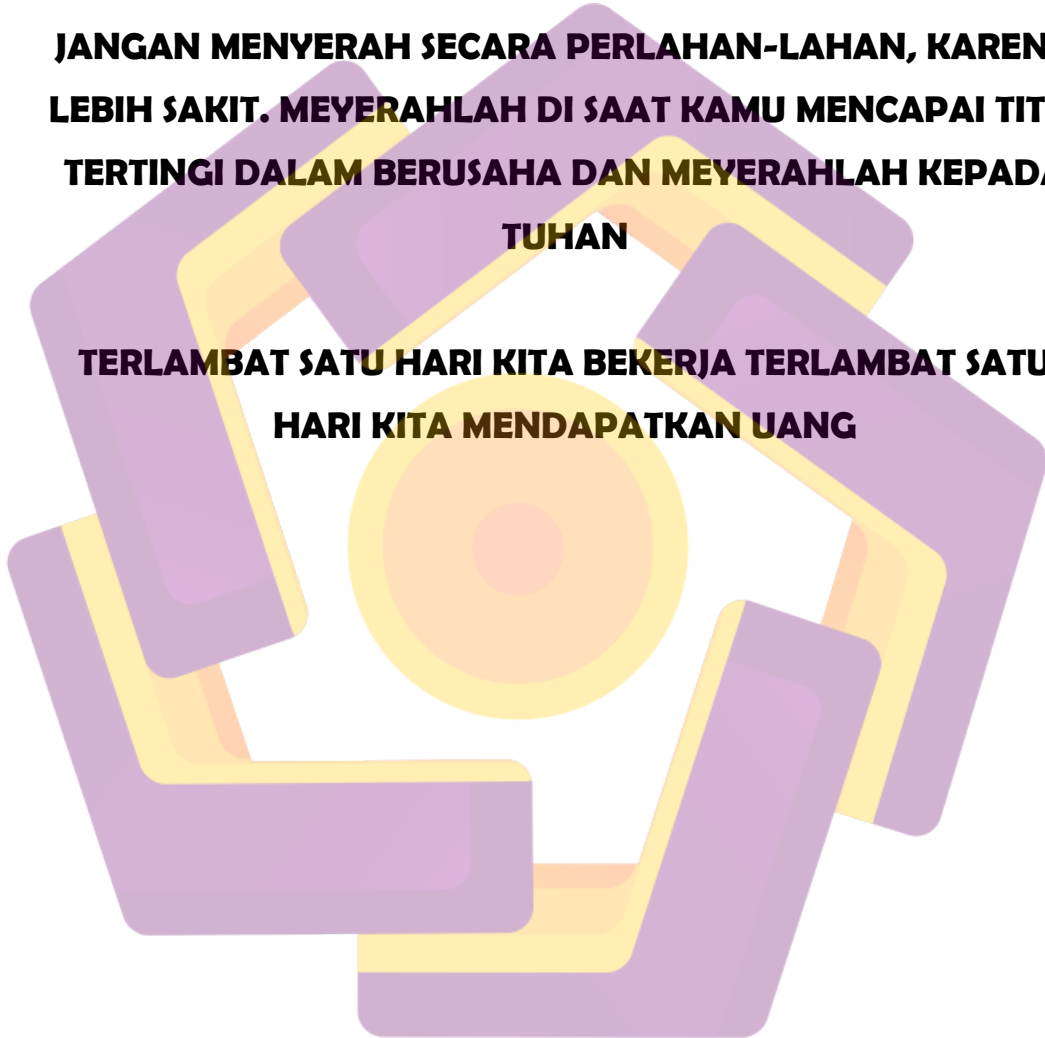 JANGAN MENYERAH SECARA PERLAHAN-LAHAN, KAREN
LEBIH SAKIT. MEYERAHLAH DI SAAT KAMU MENCAPAI TIT
TERTINGI DALAM BERUSAHA DAN MEYERAHLAH KEPADA
TUHAN
TERLAMBAT SATU HARI KITA BEKERJA TERLAMBAT SATU
HARI KITA MENDAPATKAN UANG